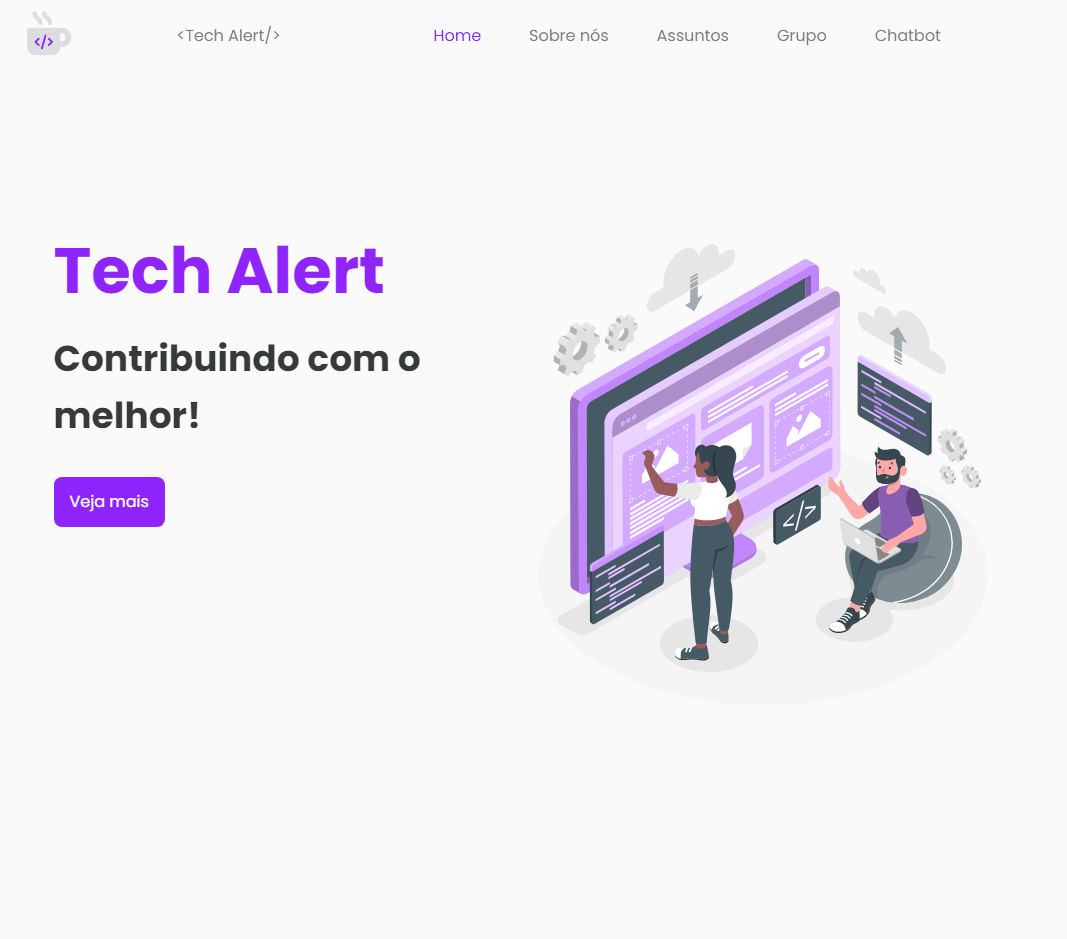 </>
<Tech Alert/>
Home
Sobre nós
Assuntos
Grupo
Chatbot
Tech Alert
Contribuindo com o
melhor!
Veja mais
</>